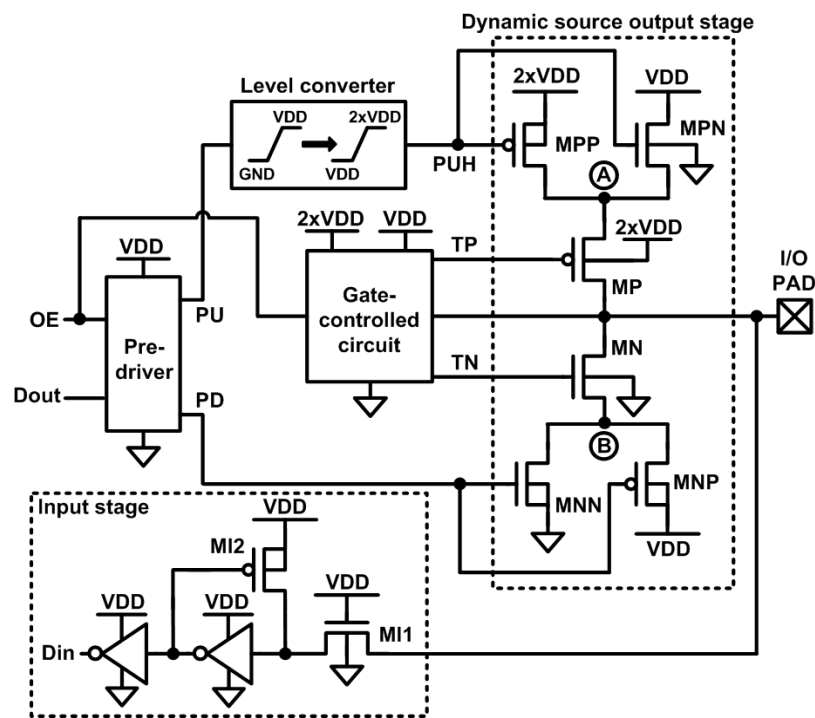 Dynamic source output stage
Level converter
VDD
2xVDD
GND
VDD
PUH
2xVDD
VDD
MPP
MPN
A
2xVDD
VDD
TP
2xVDD
MP
I/O
PAD
VDD
OE
PU
Pre-
driver
Gate-
controlled
circuit
MN
TN
Dout
PD
B
MNN
MNP
VDD
Input stage
VDD
MI2
VDD
MI1
VDD
VDD
Din